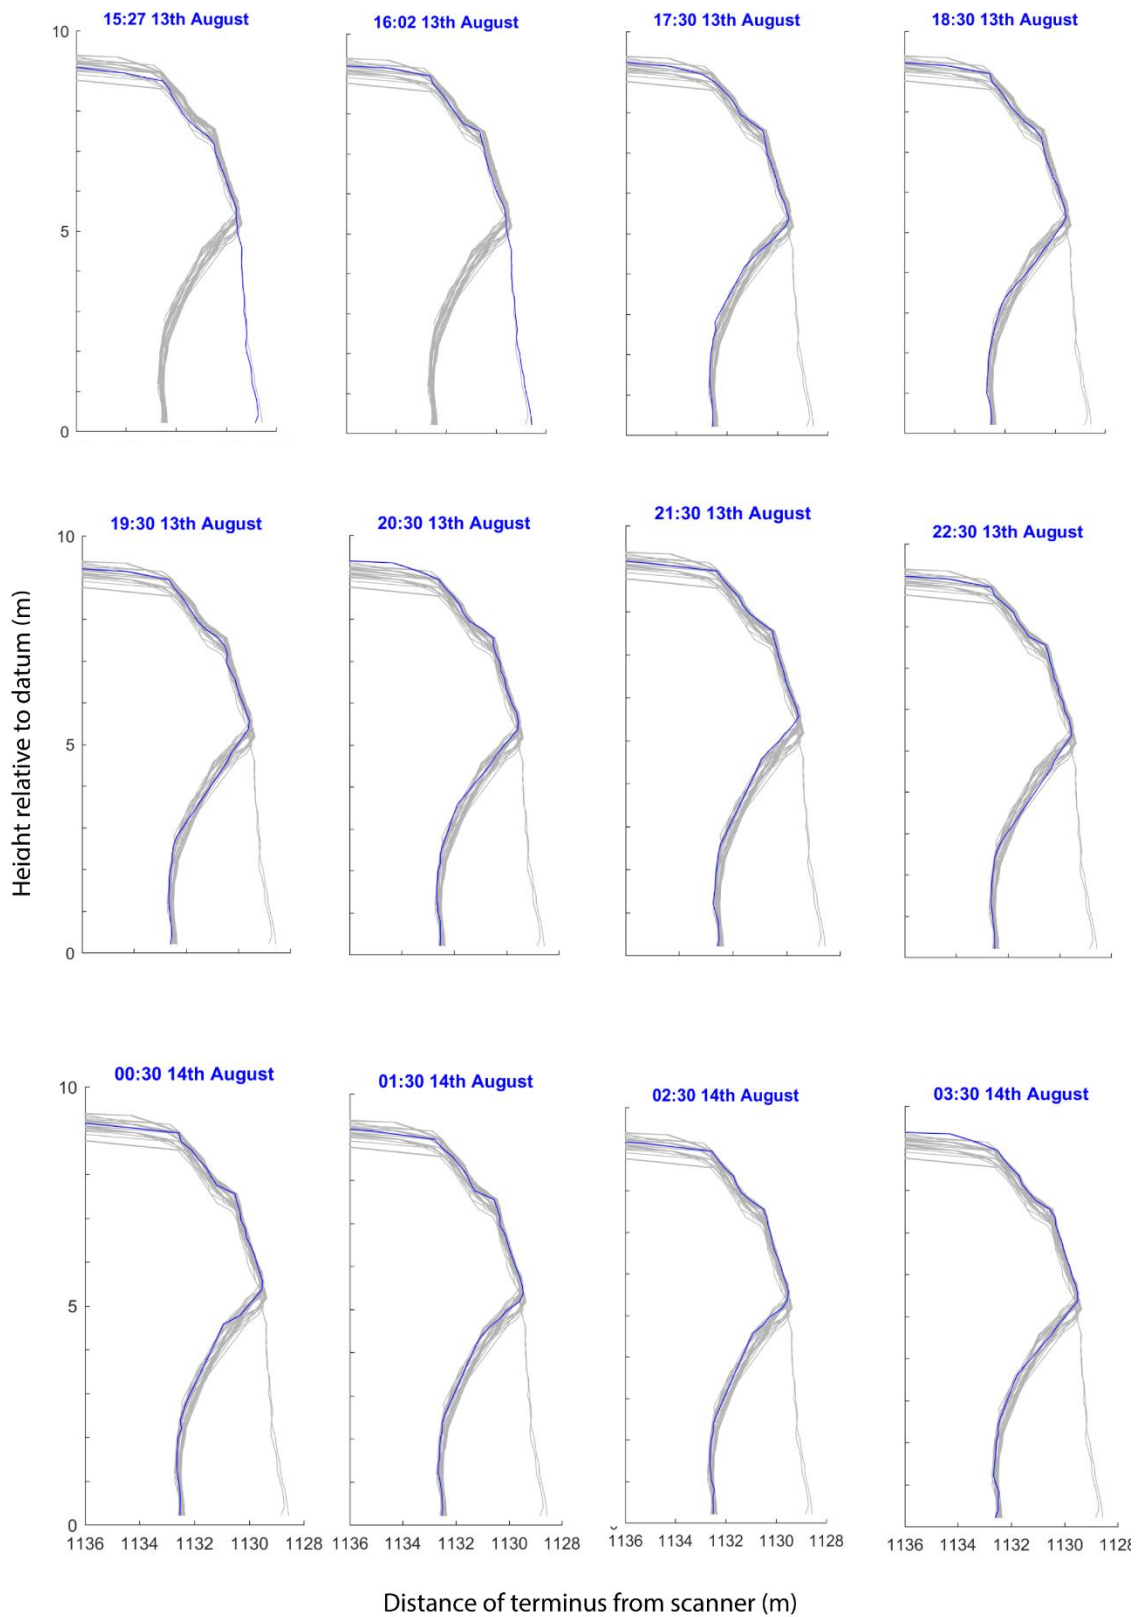 15:27 13th August 16:02 13th August 17:30 13th August 18:30 13th August
10
5
0
19:30 13th August 20:30 13th August 21:30 13th August 22:30 13th August
10
5
0
Height relative to datum (m)
00:30 14th August 01:30 14th August 02:30 14th August 03:30 14th August
10
5
0
1136 1134 1132 1130 1128 1136 1134 1132 1130 1128 1136 1134 1132 1130 1128 1136 1134 1132 1130 1128
Distance of terminus from scanner (m)